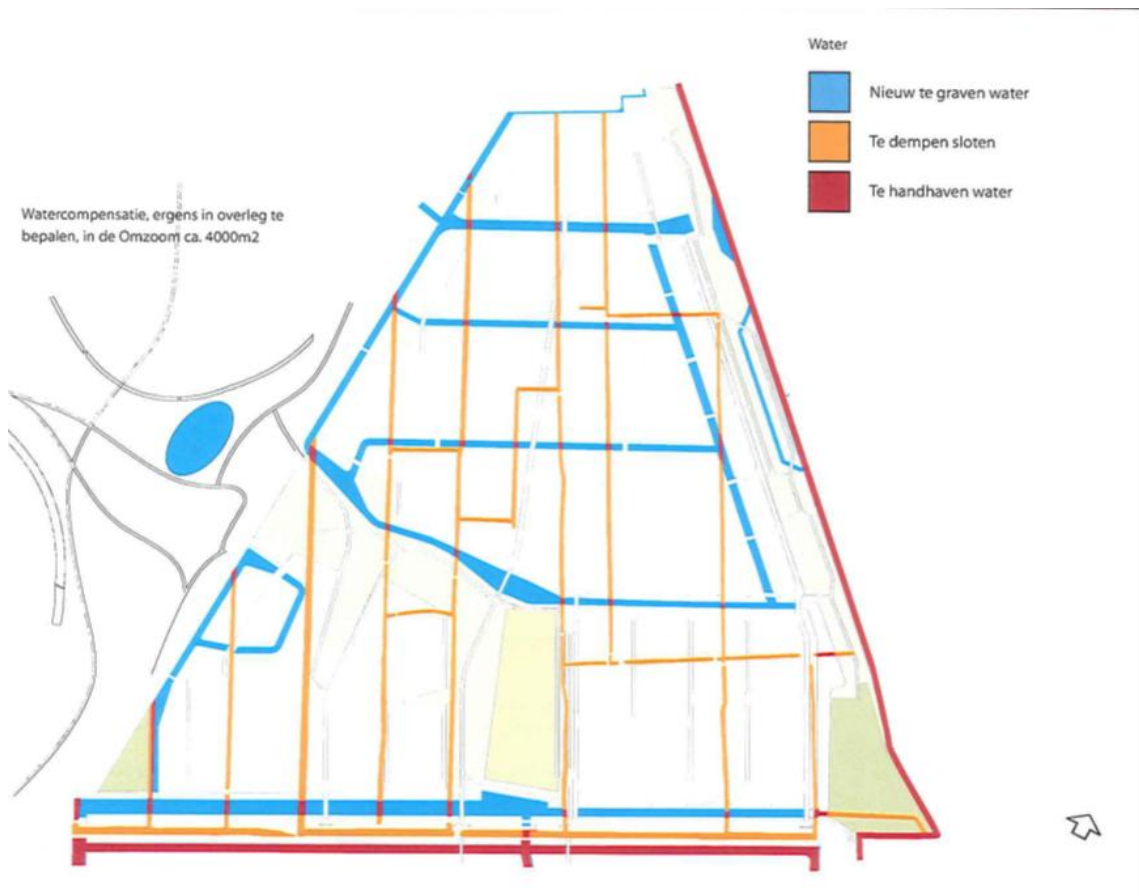 Water
Nieuw te graven water
Te dempen sloten
Te handhaven water
Watercompensatie, ergens in overleg te
bepalen, in de Omzoom ca. 4000m2